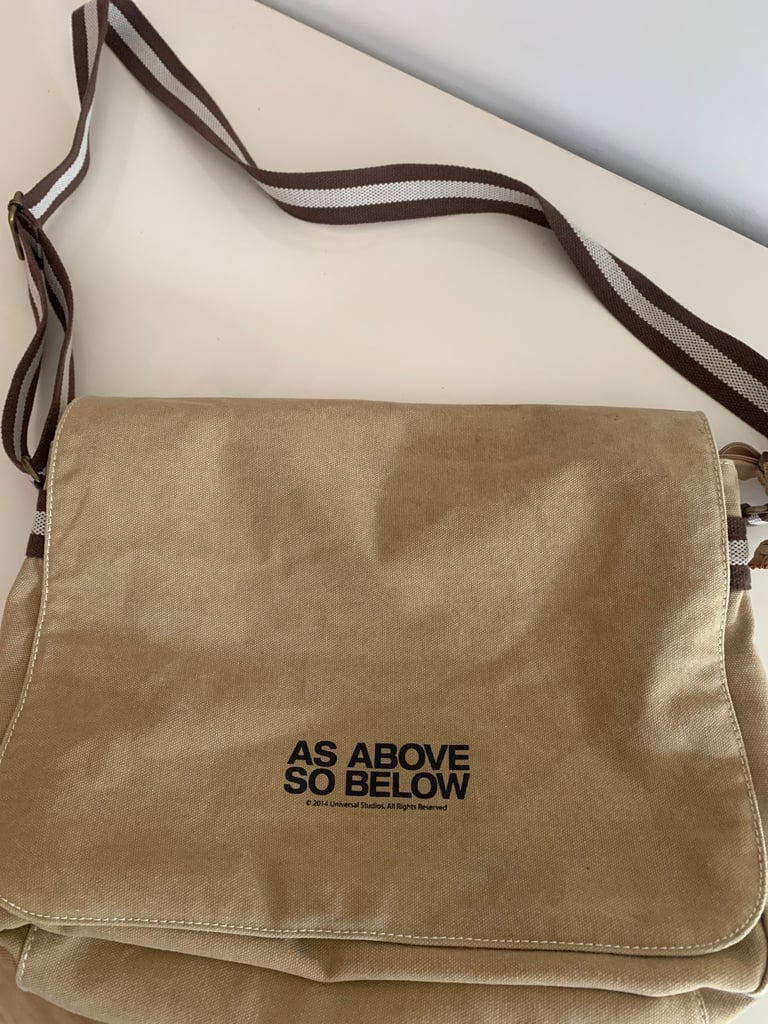 AS ABOVE
SO BELOW
© 2014 Universal Studios. All Rights Reserved